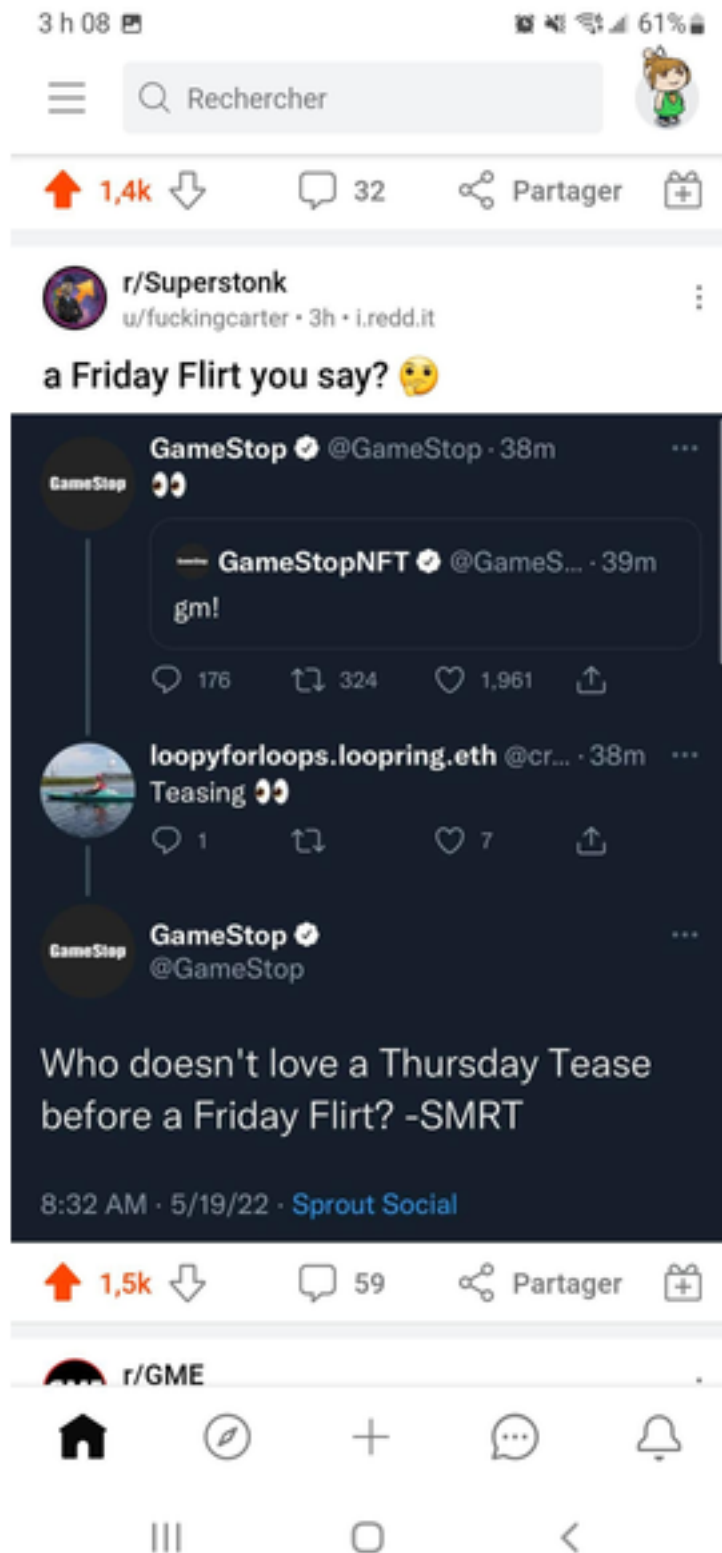 3 h 08
61%
Rechercher
1,4k 32 Partager
r/Superstonk
u/fuckingcarter • 3h • i.redd.it
a Friday Flirt you say? 🤔
GameStop @GameStop · 38m
GameStop
👀
GameStopNFT @GameS... · 39m
gm!
176 324 1,961
loopyforloops.loopring.eth @cr... · 38m
Teasing 👀
1 7
GameStop
GameStop
@GameStop
Who doesn't love a Thursday Tease
before a Friday Flirt? -SMRT
8:32 AM · 5/19/22 · Sprout Social
1,5k 59 Partager
r/GME